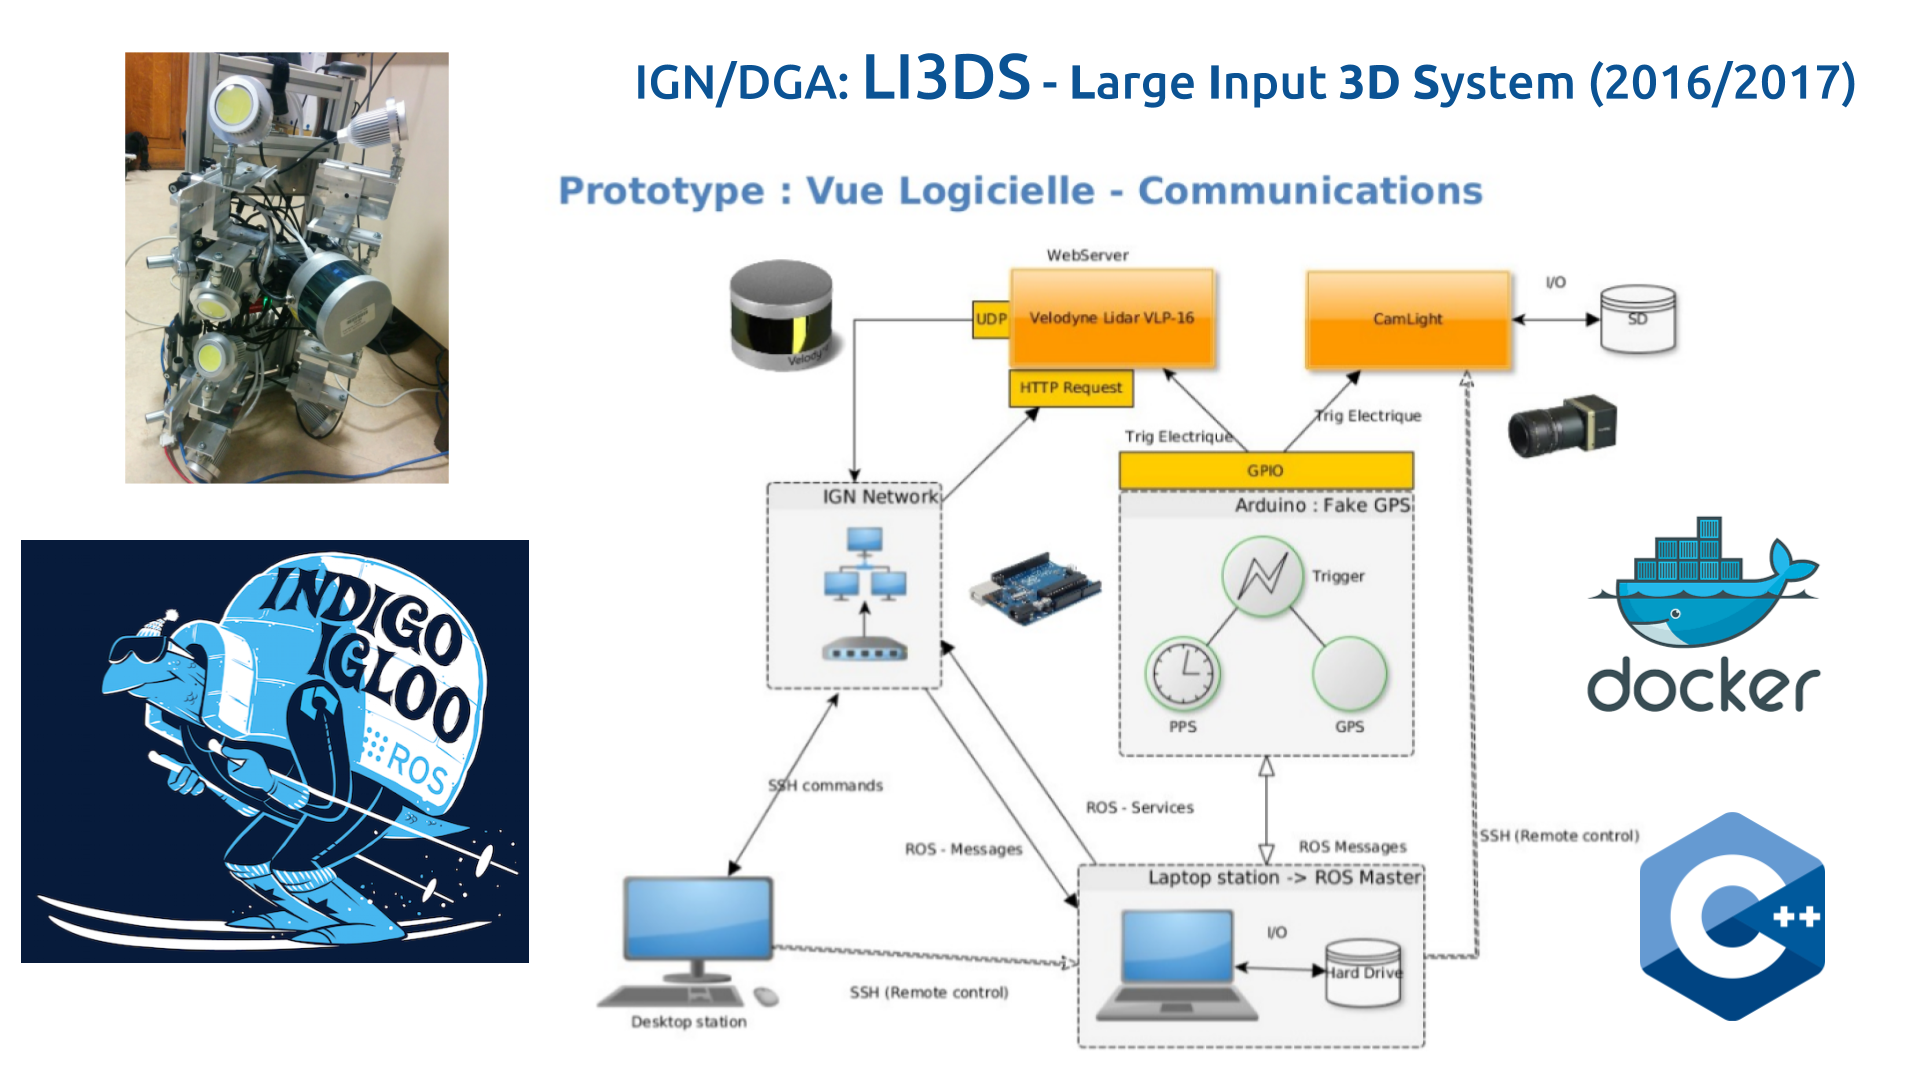 IGN/DGA: LI3DS - Large Input 3D System (2016/2017)
Prototype : Vue Logicielle - Communications
WebServer
UDP
Velodyne Lidar VLP-16
HTTP Request
CamLight
I/O
SD
Velody
Trig Electrique
Trig Electrique
GPIO
IGN Network
Arduino : Fake GPS
Trigger
PPS
GPS
INDIGO
IGLOO
ROS
docker
SSH commands
ROS - Services
ROS - Messages
ROS Messages
SSH (Remote control)
C++
Laptop station -> ROS Master
I/O
Hard Drive
SSH (Remote control)
Desktop station